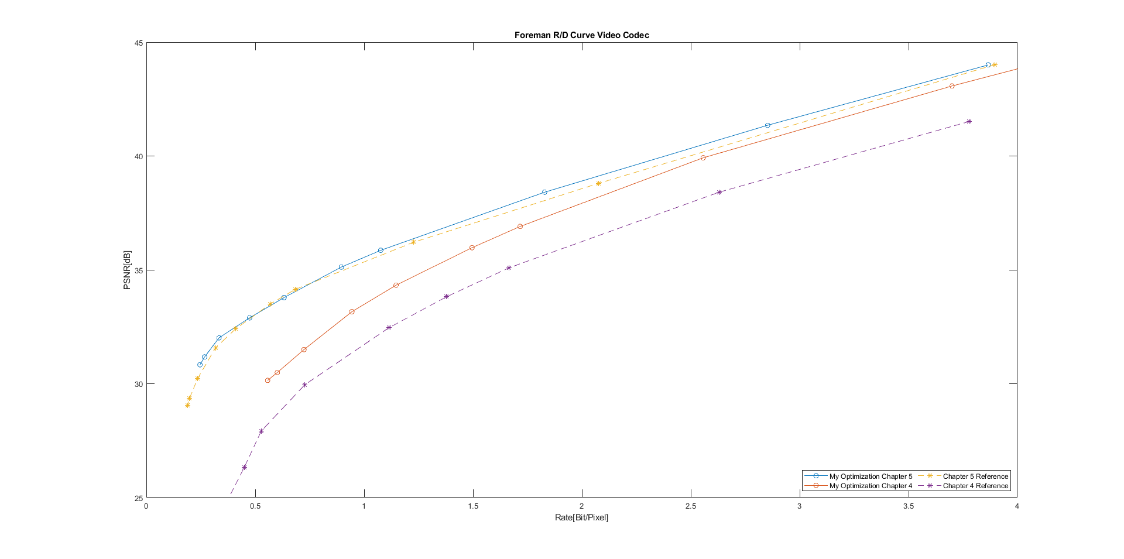 Foreman R/D Curve Video Codec
45
40
35
30
25
PSNR[dB]
0 0.5 1 1.5 2 2.5 3 3.5 4
Rate[Bit/Pixel]
My Optimization Chapter 5 Chapter 5 Reference
My Optimization Chapter 4 Chapter 4 Reference